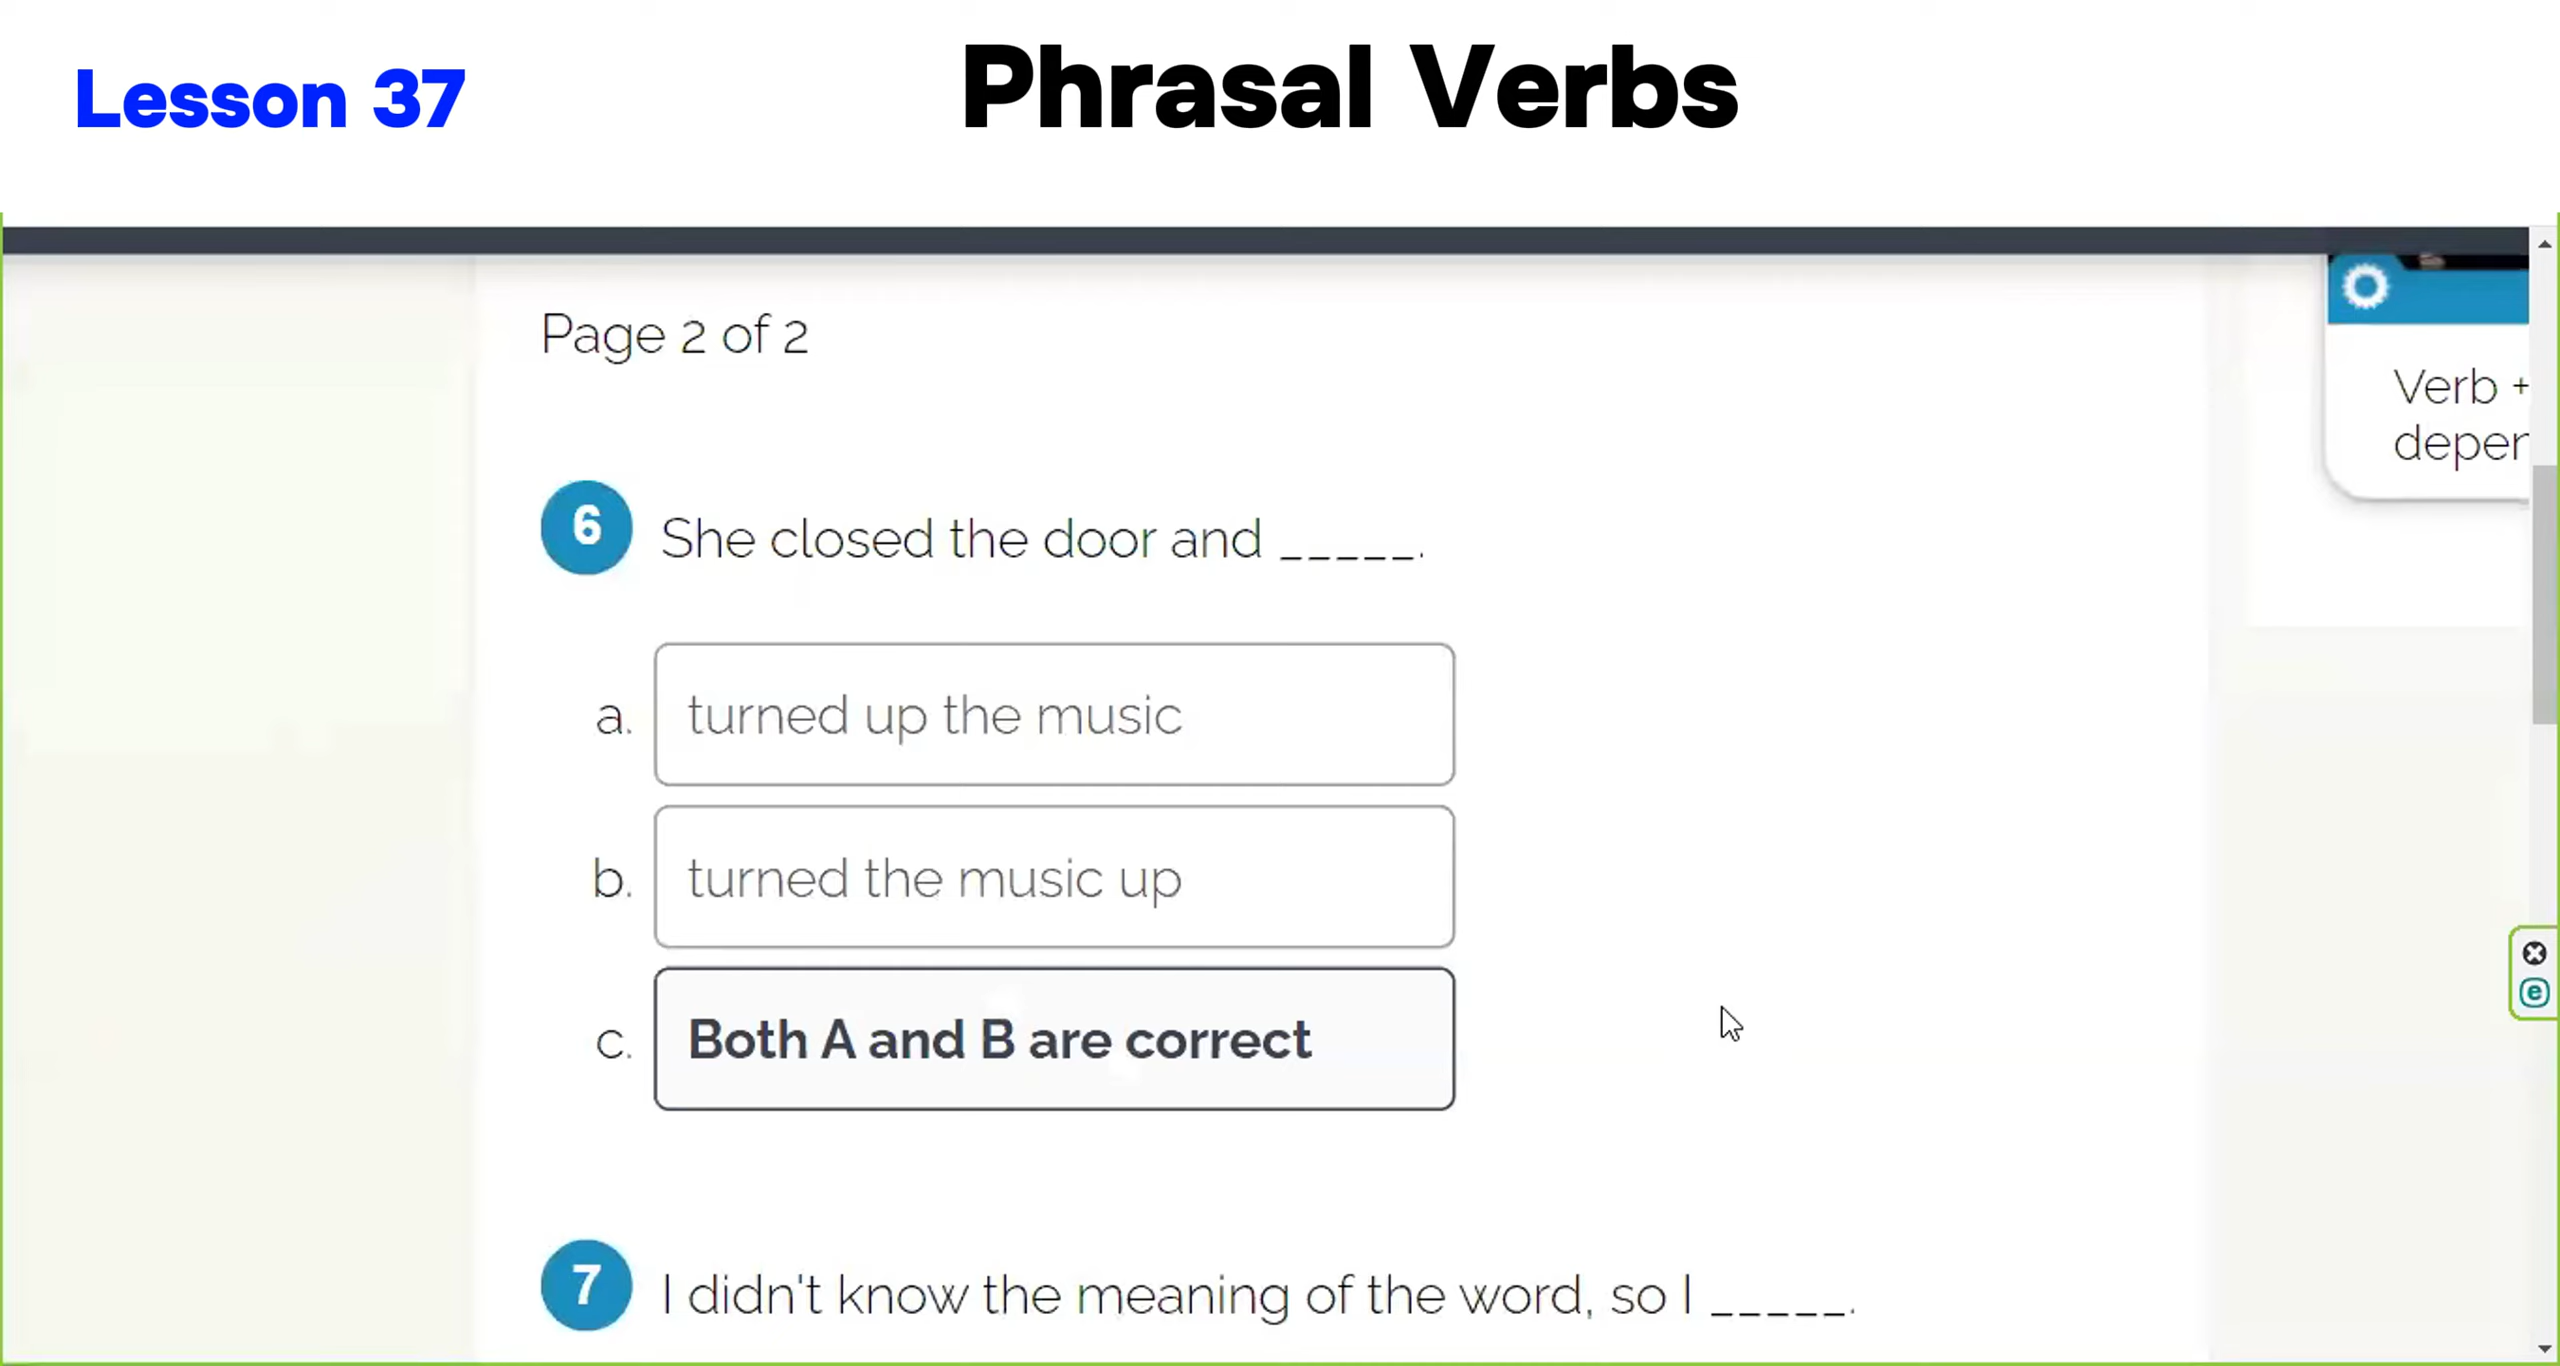 Lesson 37
Phrasal Verbs
Page 2 of 2
Verb +
6 She closed the door and _____.
a. turned up the music
b. turned the music up
c. Both A and B are correct
7 I didn't know the meaning of the word, so I _____.